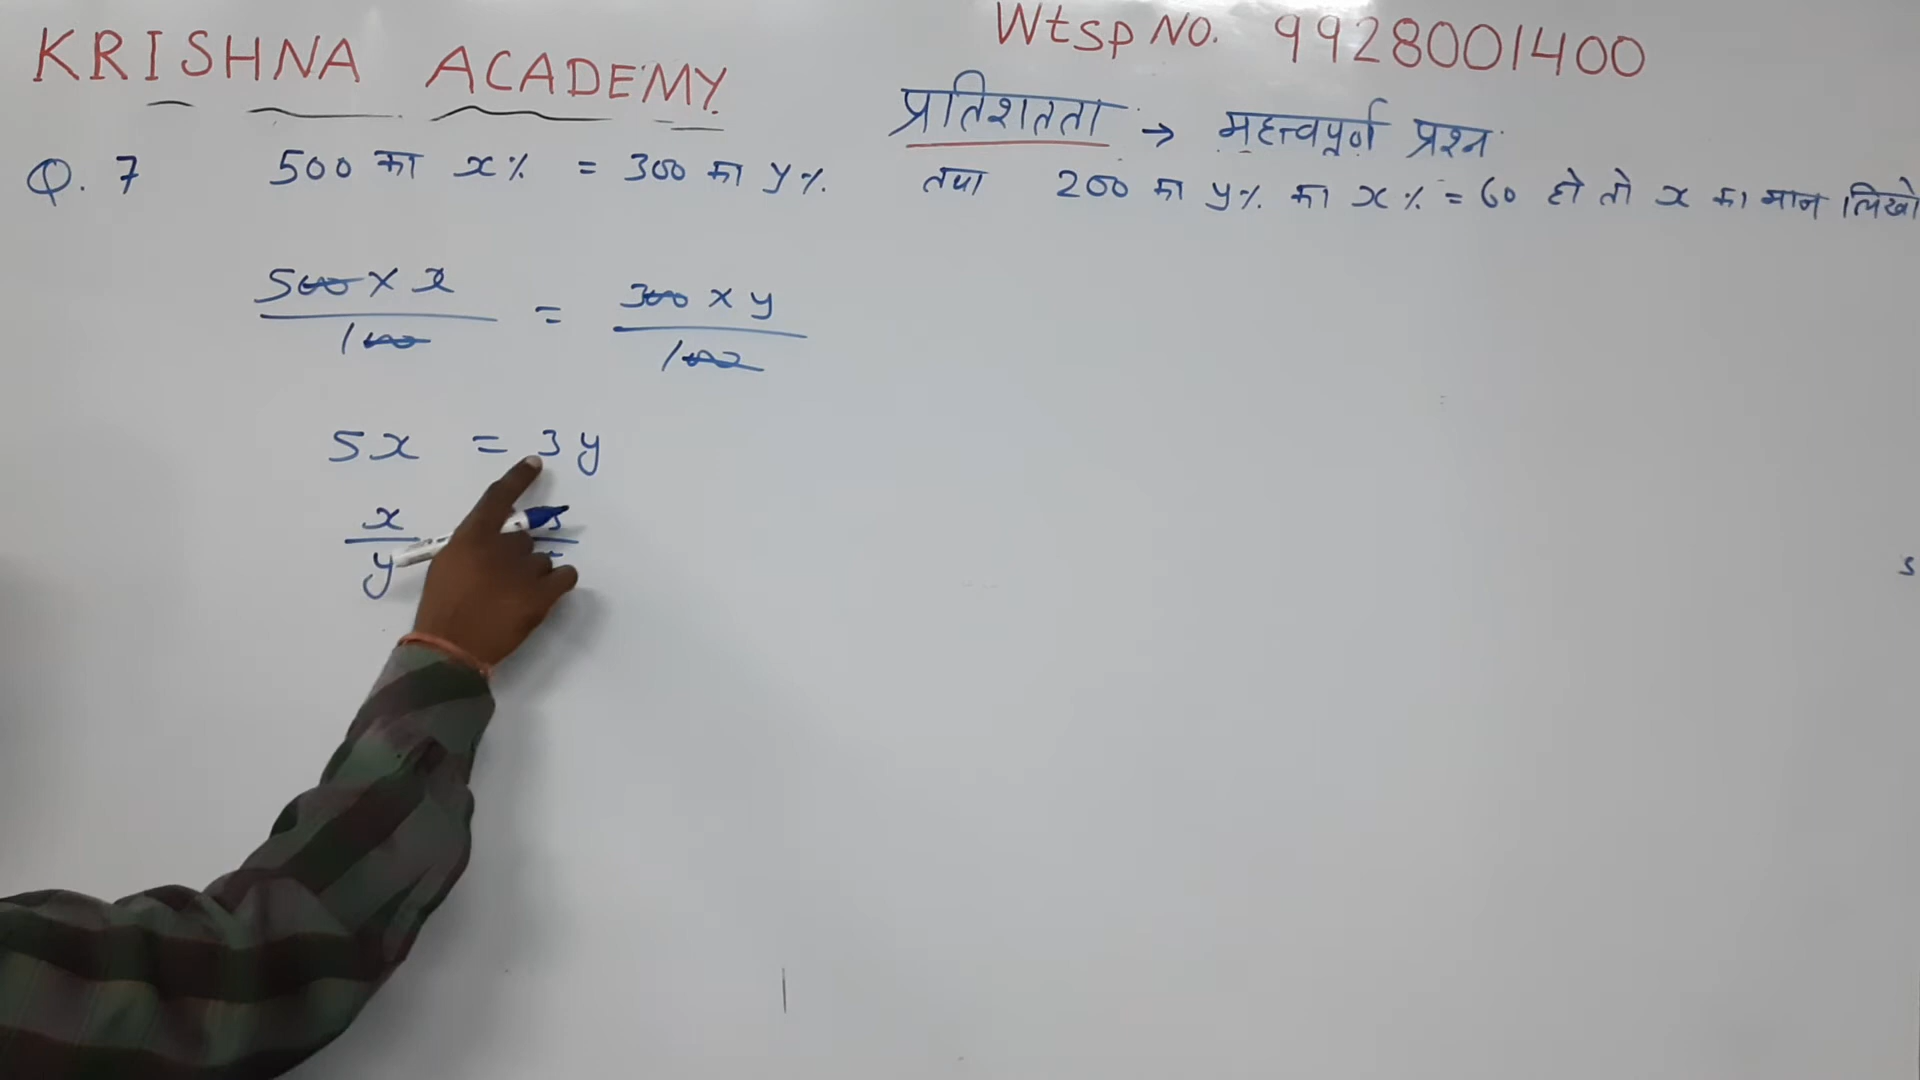 KRISHNA ACADEMY
Wtsp NO. 9928001400
प्रतिशतता → महत्त्वपूर्ण प्रश्न
Q. 7 500 का x% = 300 का y% तथा 200 का y% का x% = 60 हो तो x का मान लिखो
500 × x / 100 = 300 × y / 100
5x = 3y
x / y